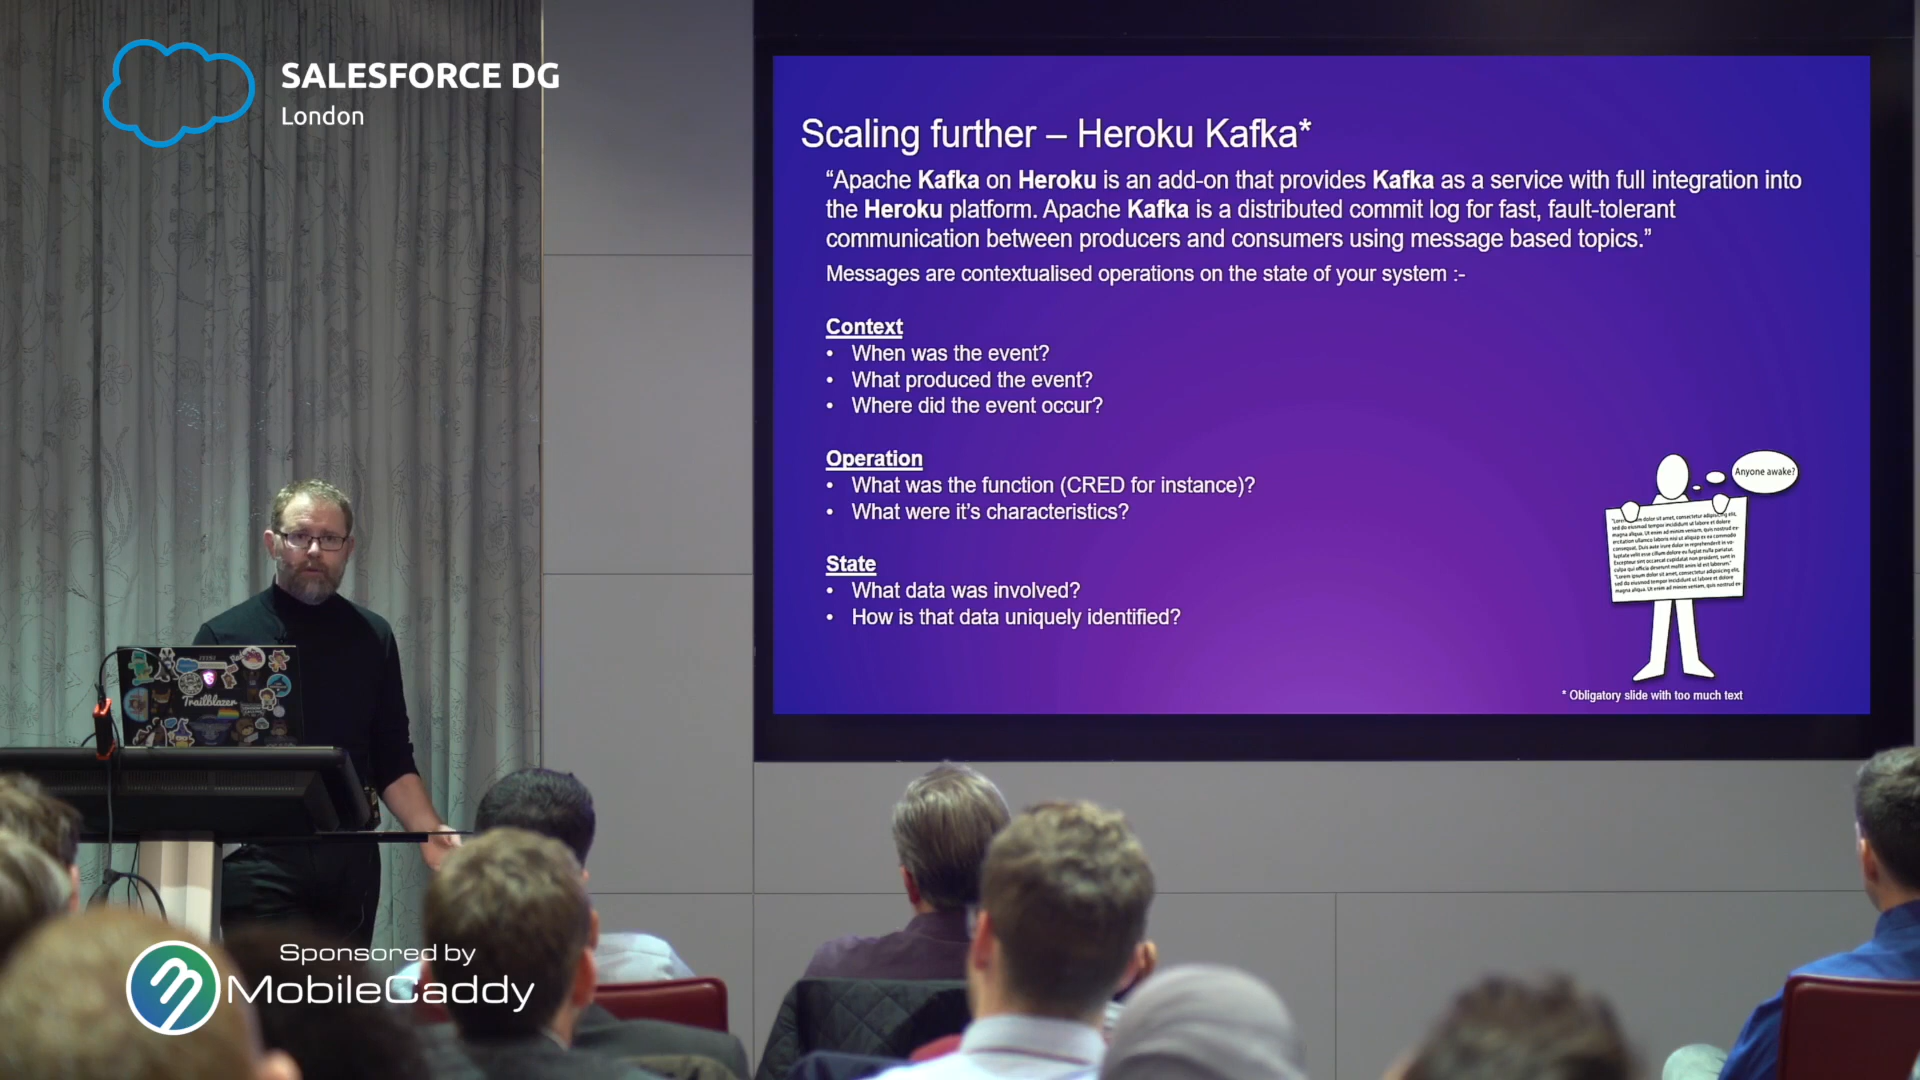 SALESFORCE DG
London
Scaling further – Heroku Kafka*
“Apache Kafka on Heroku is an add-on that provides Kafka as a service with full integration into
the Heroku platform. Apache Kafka is a distributed commit log for fast, fault-tolerant
communication between producers and consumers using message based topics.”
Messages are contextualised operations on the state of your system :-
Context
• When was the event?
• What produced the event?
• Where did the event occur?
Operation
• What was the function (CRED for instance)?
• What were it’s characteristics?
State
• What data was involved?
• How is that data uniquely identified?
Anyone awake?
* Obligatory slide with too much text
Trailblazer
Sponsored by
MobileCaddy